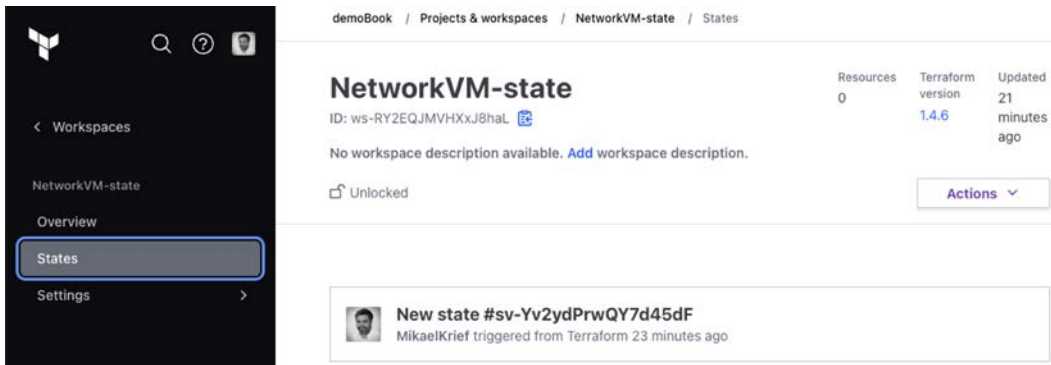 demoBook / Projects & workspaces / NetworkVM-state / States
< Workspaces
NetworkVM-state
Overview
States
Settings >
NetworkVM-state
ID: ws-RY2EQJMVHXxJ8haL
No workspace description available. Add workspace description.
Unlocked
Resources
0
Terraform
version
1.4.6
Updated
21
minutes
ago
Actions
New state #sv-Yv2ydPrwQY7d45dF
MikaelKrief triggered from Terraform 23 minutes ago